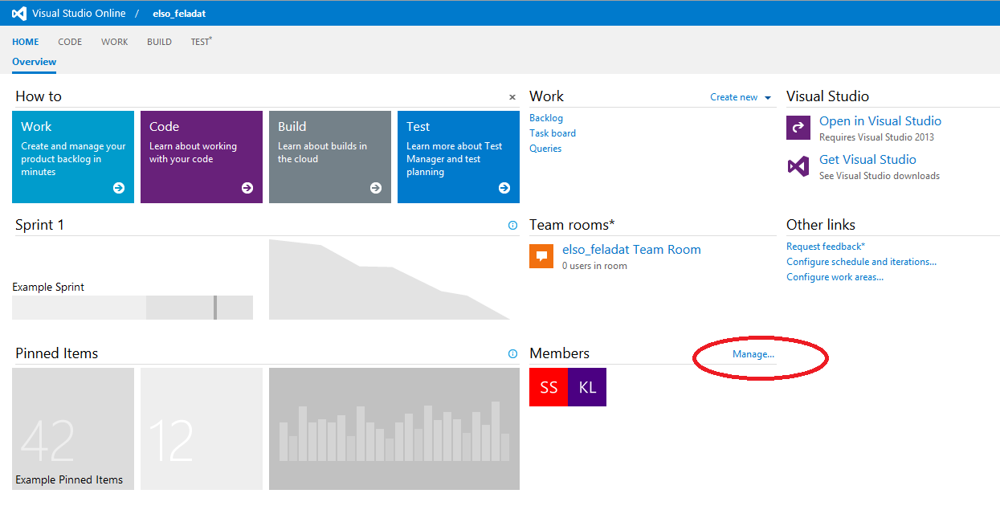 Visual Studio Online / elso_feladat
HOME CODE WORK BUILD TEST*
Overview
How to
Work
Create and manage your
product backlog in
minutes
Code
Learn about working
with your code
Build
Learn about builds in
the cloud
Test
Learn more about Test
Manager and test
planning
Work
Create new
Backlog
Task board
Queries
Visual Studio
Open in Visual Studio
Requires Visual Studio 2013
Get Visual Studio
See Visual Studio downloads
Sprint 1
Example Sprint
Team rooms*
elso_feladat Team Room
0 users in room
Other links
Request feedback*
Configure schedule and iterations...
Configure work areas...
Pinned Items
42
Example Pinned Items
12
Members
Manage...
SS KL